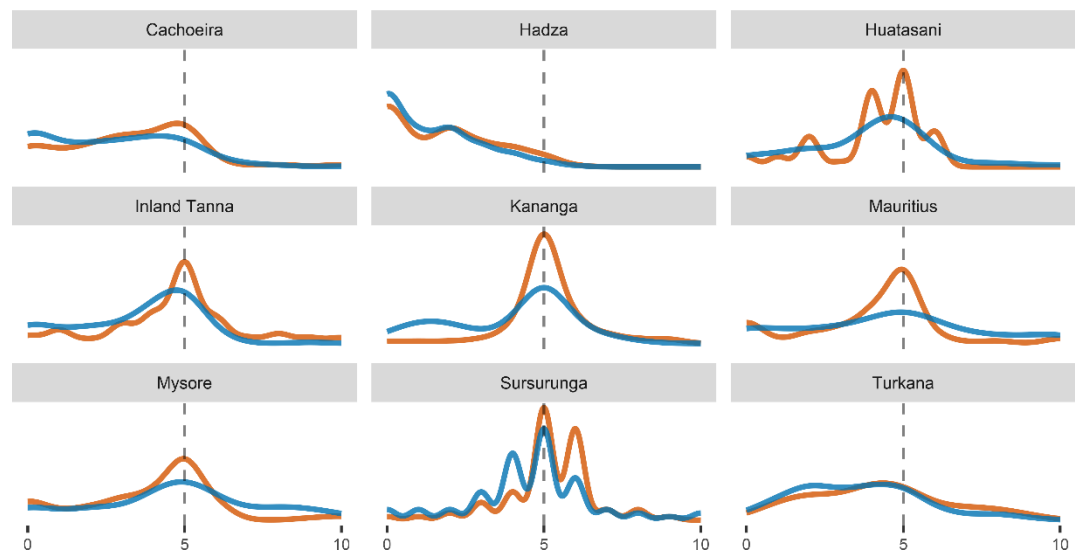 Cachoeira Hadza Huatasani
Inland Tanna Kananga Mauritius
Mysore Sursurunga Turkana
0 5 10 0 5 10 0 5 10